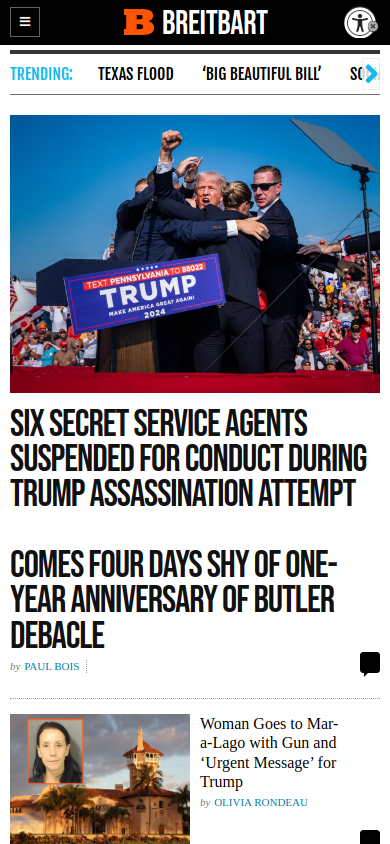 BREITBART
TRENDING: TEXAS FLOOD 'BIG BEAUTIFUL BILL'
TEXT PENNSYLVANIA TO 88022
TRUMP
MAKE AMERICA GREAT AGAIN!
2024
SIX SECRET SERVICE AGENTS
SUSPENDED FOR CONDUCT DURING
TRUMP ASSASSINATION ATTEMPT
COMES FOUR DAYS SHY OF ONE-
YEAR ANNIVERSARY OF BUTLER
DEBACLE
by PAUL BOIS
Woman Goes to Mar-
a-Lago with Gun and
‘Urgent Message’ for
Trump
by OLIVIA RONDEAU